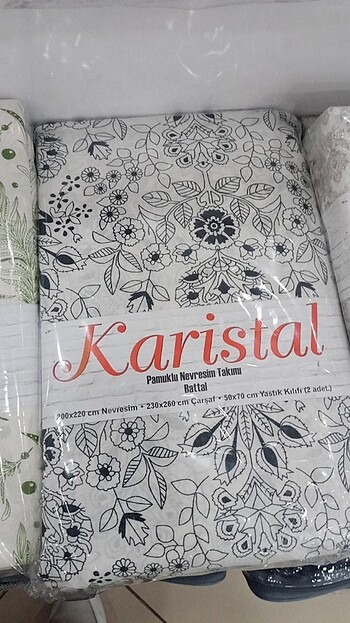 Karistal
Pamuklu Nevresim Takımı
Battal
200x220 cm Nevresim • 230x260 cm Çarşaf • 50x70 cm Yastık Kılıfı (2 adet.)